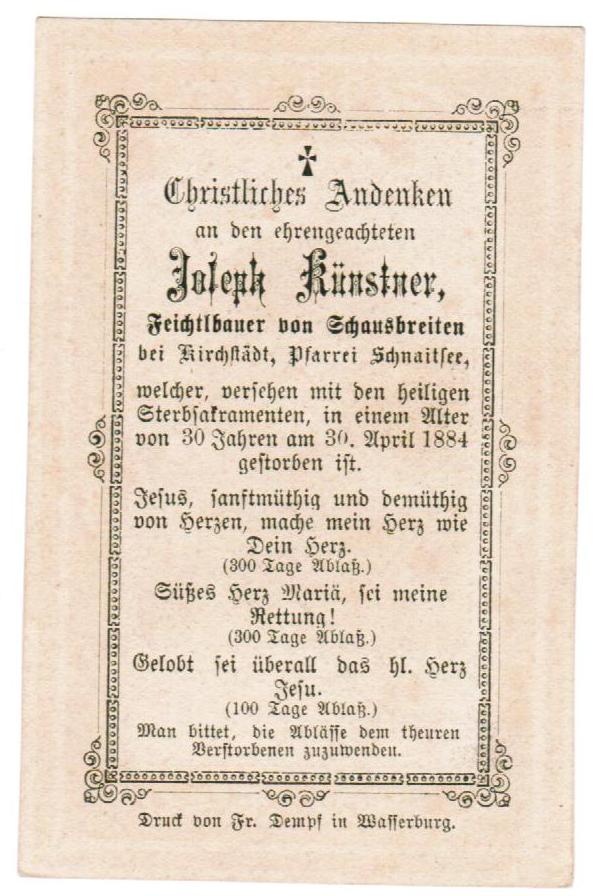 Christliches Andenken
an den ehrengeachteten
Joseph Künstner,
Feichtlbauer von Schausbreiten
bei Kirchstädt, Pfarrei Schnaitsee,
welcher, versehen mit den heiligen
Sterbsakramenten, in einem Alter
von 30 Jahren am 30. April 1884
gestorben ist.
Jesus, sanftmüthig und demüthig
von Herzen, mache mein Herz wie
Dein Herz.
(300 Tage Ablaß.)
Süßes Herz Mariä, sei meine
Rettung!
(300 Tage Ablaß.)
Gelobt sei überall das hl. Herz
Jesu.
(100 Tage Ablaß.)
Man bittet, die Ablässe dem theuren
Verstorbenen zuzuwenden.
Druck von Fr. Dempf in Wasserburg.